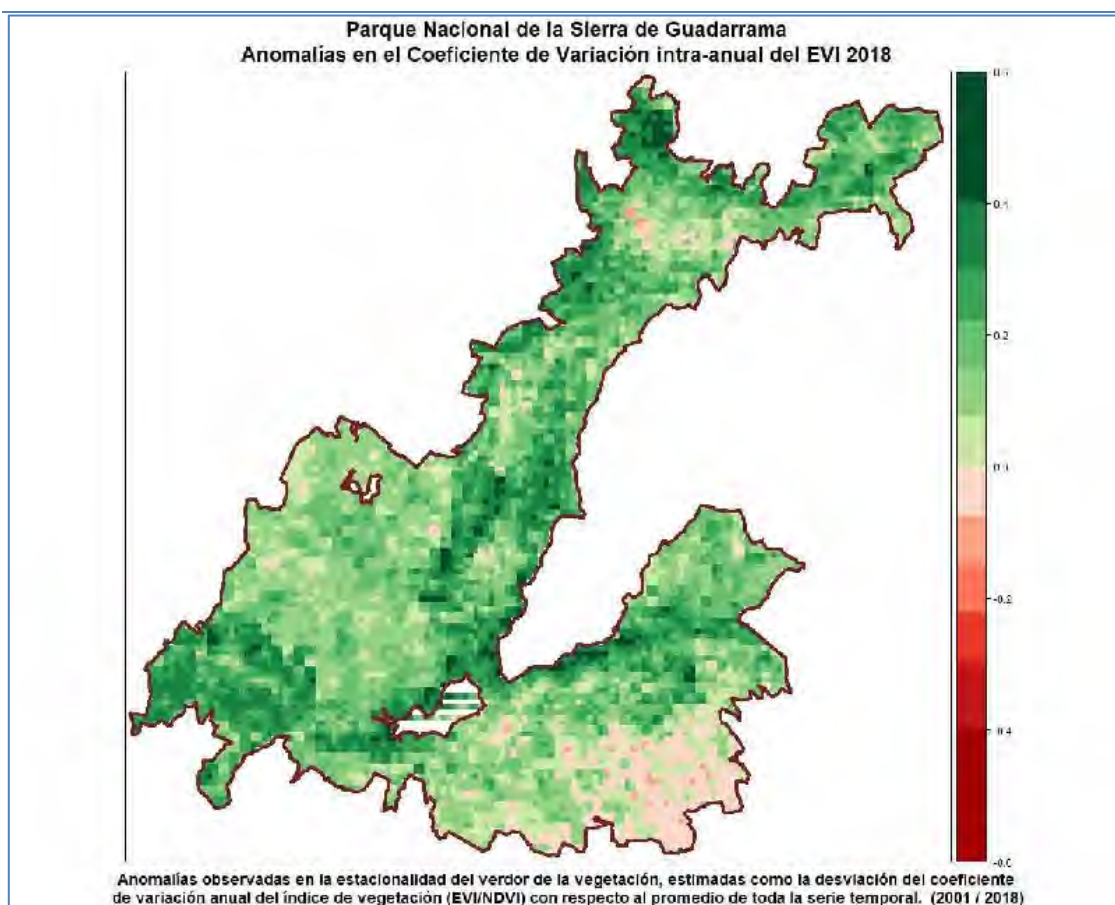 Parque Nacional de la Sierra de Guadarrama
Anomalías en el Coeficiente de Variación intra-anual del EVI 2018
0.4
0.2
-0.2
-0.4
Anomalías observadas en la estacionalidad del verdor de la vegetación, estimadas como la desviación del coeficiente
de variación anual del índice de vegetación (EVI/NDVI) con respecto al promedio de toda la serie temporal. (2001 / 2018)